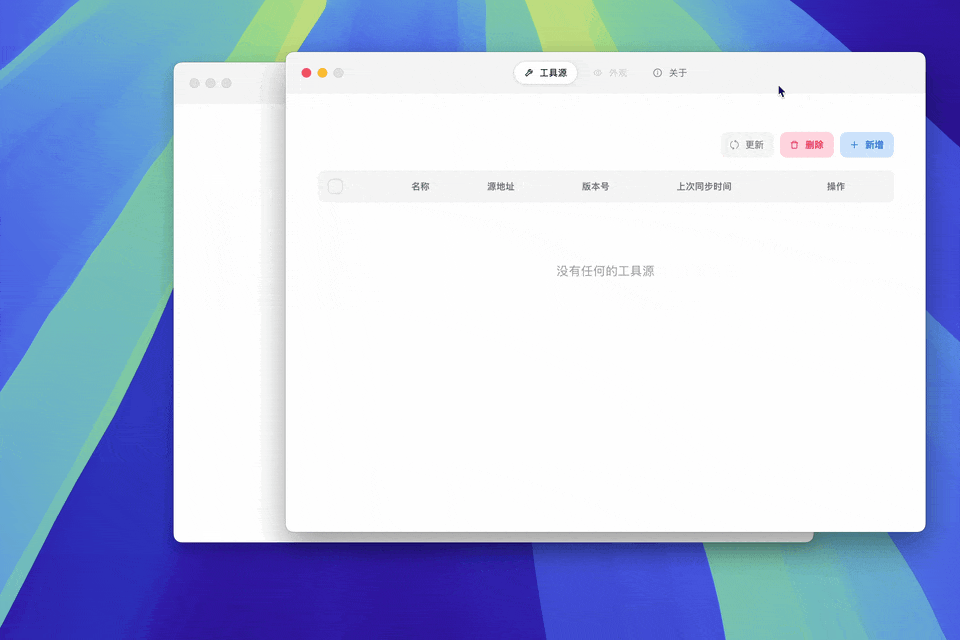 工具源 外观 关于
更新 删除 新增
名称 源地址 版本号 上次同步时间 操作
没有任何的工具源